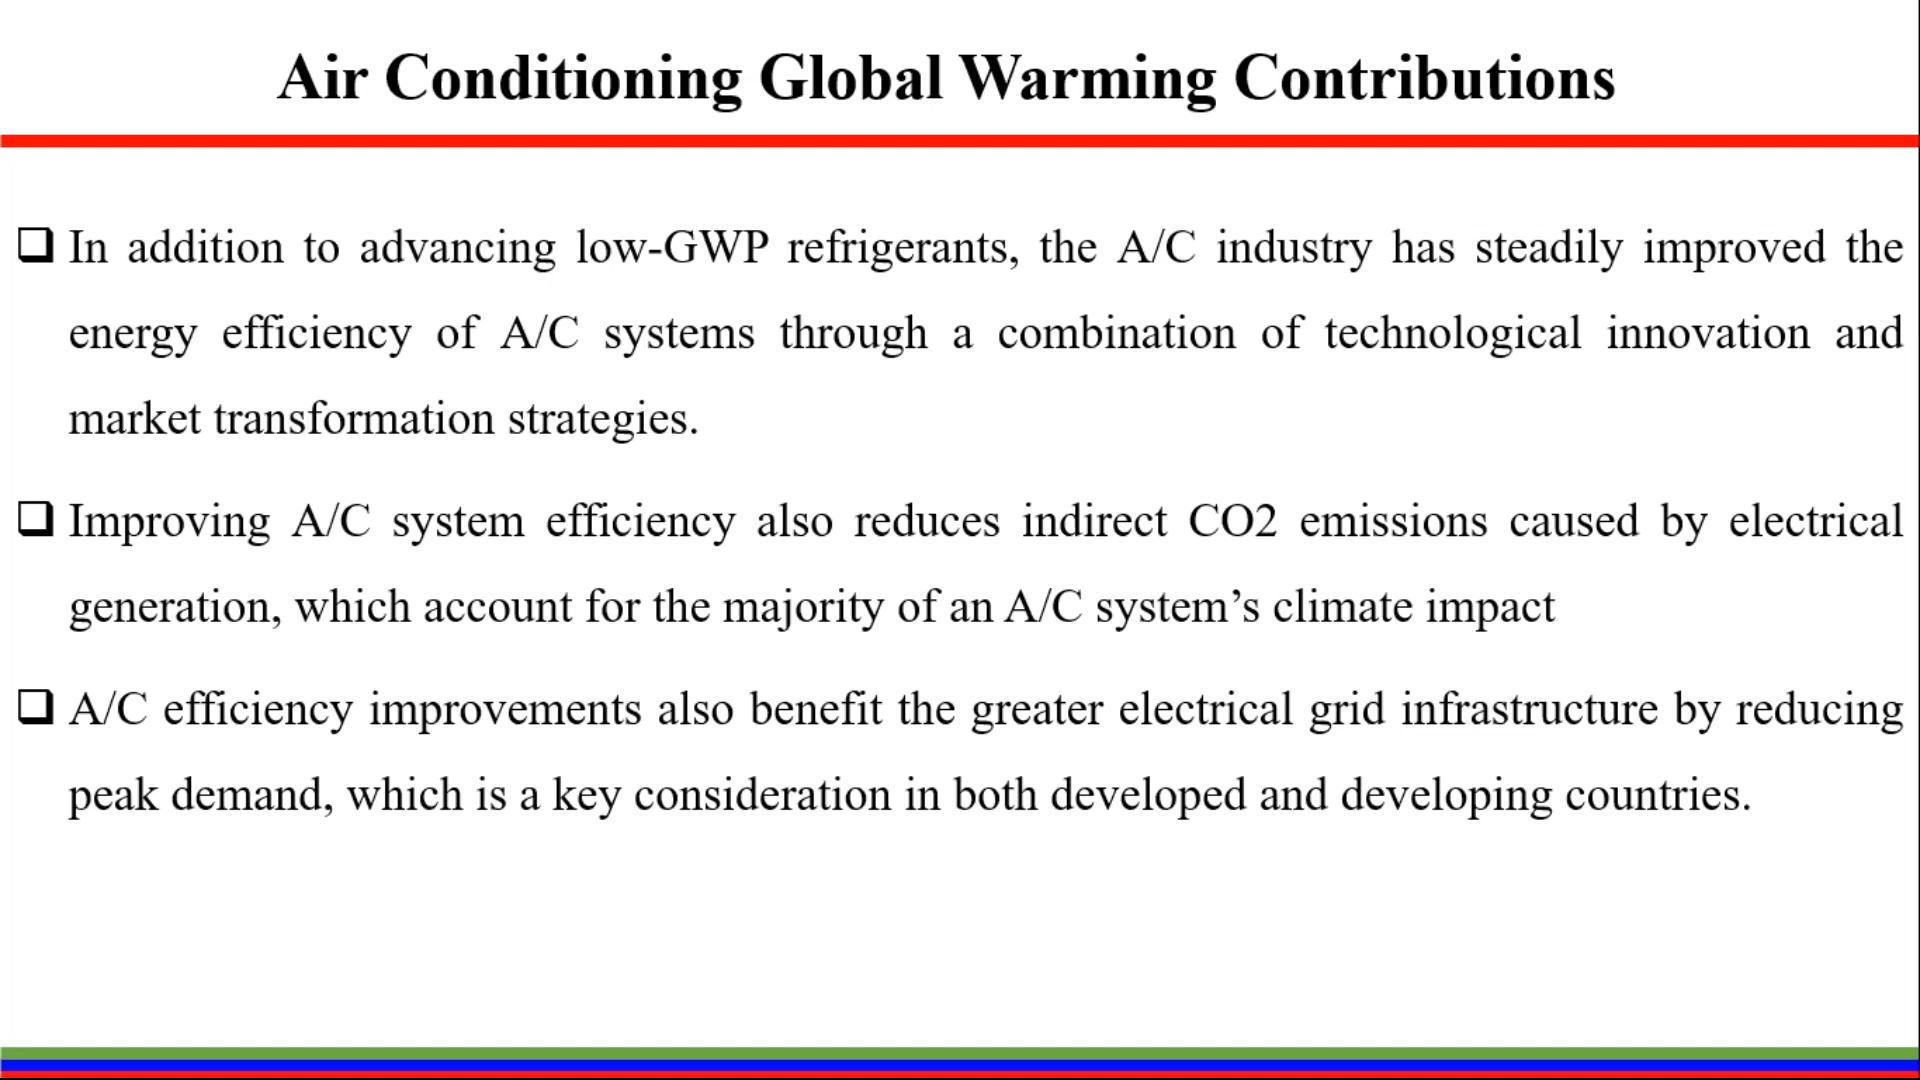 Air Conditioning Global Warming Contributions
In addition to advancing low-GWP refrigerants, the A/C industry has steadily improved the
energy efficiency of A/C systems through a combination of technological innovation and
market transformation strategies.
Improving A/C system efficiency also reduces indirect CO2 emissions caused by electrical
generation, which account for the majority of an A/C system’s climate impact
A/C efficiency improvements also benefit the greater electrical grid infrastructure by reducing
peak demand, which is a key consideration in both developed and developing countries.